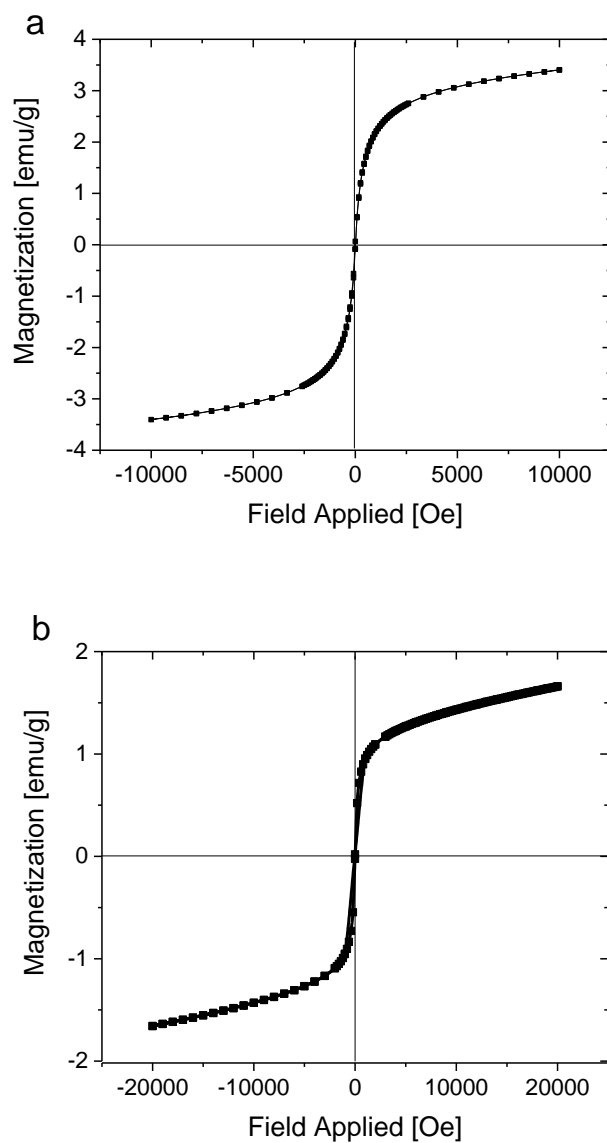 a
4
3
2
1
0
-1
-2
-3
-4
Magnetization [emu/g]
-10000 -5000 0 5000 10000
Field Applied [Oe]
b
2
1
0
-1
-2
Magnetization [emu/g]
-20000 -10000 0 10000 20000
Field Applied [Oe]